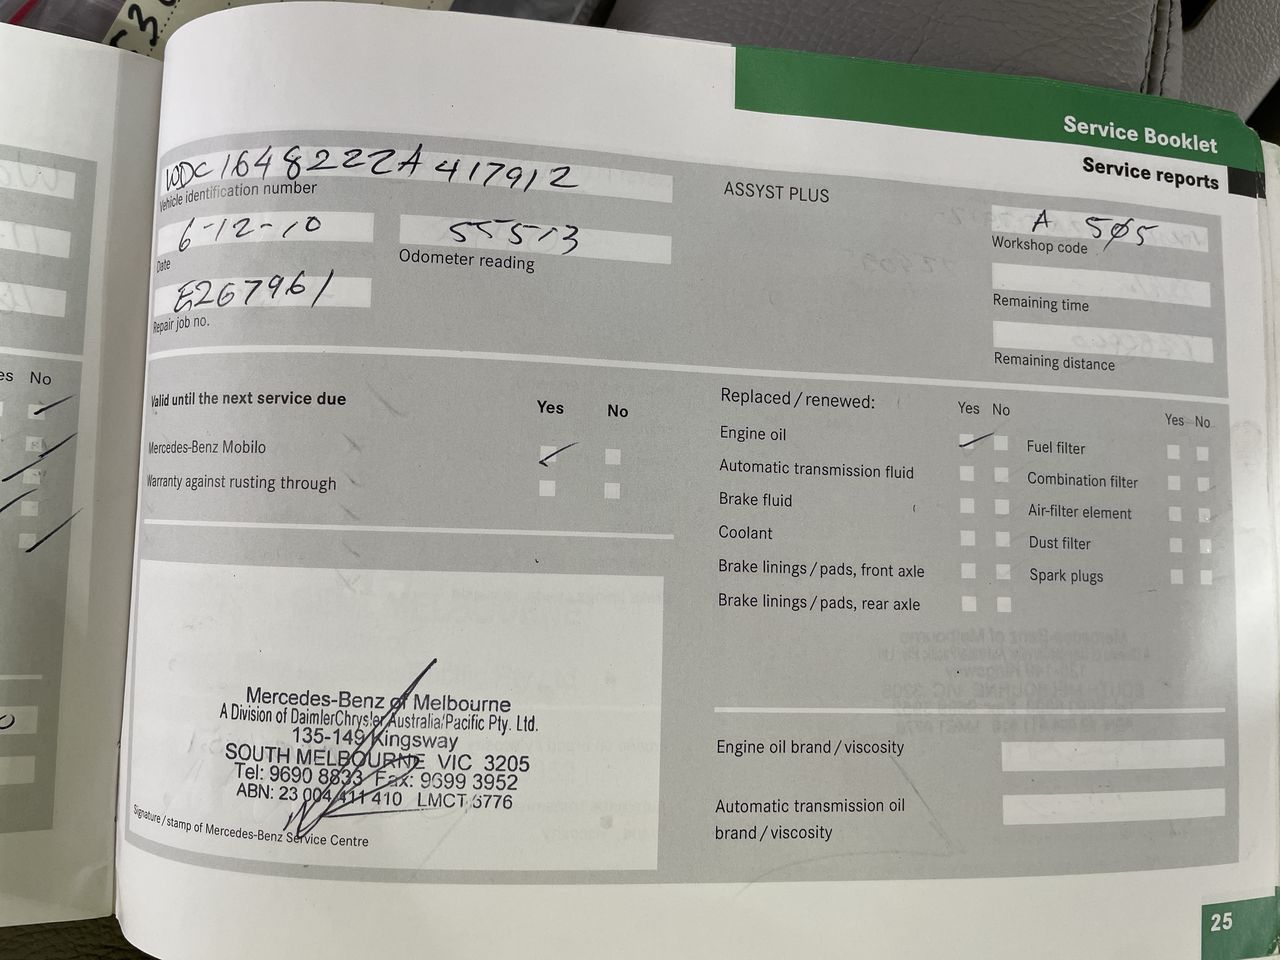 Service Booklet
Service reports
WDC1648222A417912
Vehicle identification number
6-12-10
Date
55513
Odometer reading
E267961
Repair job no.
ASSYST PLUS
A 505
Workshop code
Remaining time
Remaining distance
es No
Valid until the next service due Yes No
Mercedes-Benz Mobilo
Warranty against rusting through
Mercedes-Benz of Melbourne
A Division of DaimlerChrysler Australia/Pacific Pty. Ltd.
135-149 Kingsway
SOUTH MELBOURNE VIC 3205
Tel: 9690 8833 Fax: 9699 3952
ABN: 23 004 411 410 LMCT 6776
Signature/stamp of Mercedes-Benz Service Centre
Replaced/renewed: Yes No Yes No
Engine oil Fuel filter
Automatic transmission fluid Combination filter
Brake fluid Air-filter element
Coolant Dust filter
Brake linings/pads, front axle Spark plugs
Brake linings/pads, rear axle
Engine oil brand/viscosity
Automatic transmission oil
brand/viscosity
25